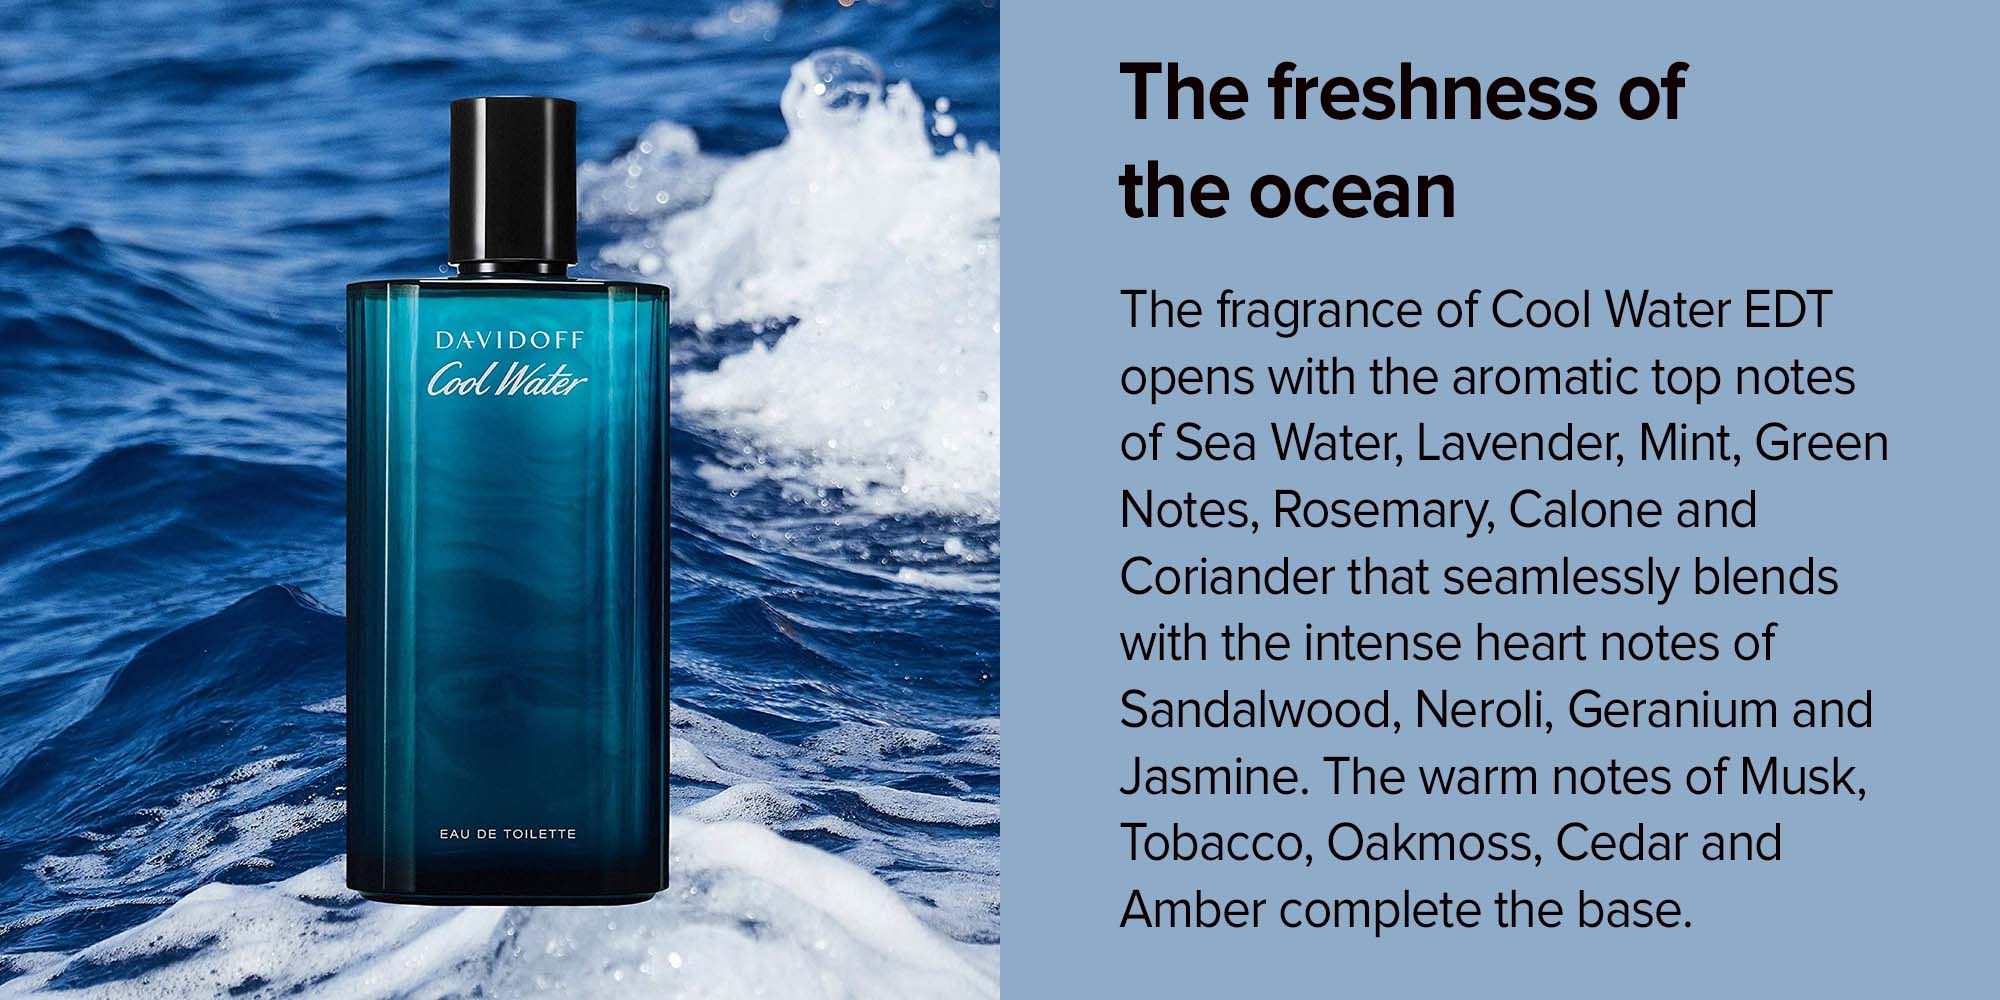 DAVIDOFF
Cool Water
EAU DE TOILETTE
The freshness of
the ocean
The fragrance of Cool Water EDT
opens with the aromatic top notes
of Sea Water, Lavender, Mint, Green
Notes, Rosemary, Calone and
Coriander that seamlessly blends
with the intense heart notes of
Sandalwood, Neroli, Geranium and
Jasmine. The warm notes of Musk,
Tobacco, Oakmoss, Cedar and
Amber complete the base.